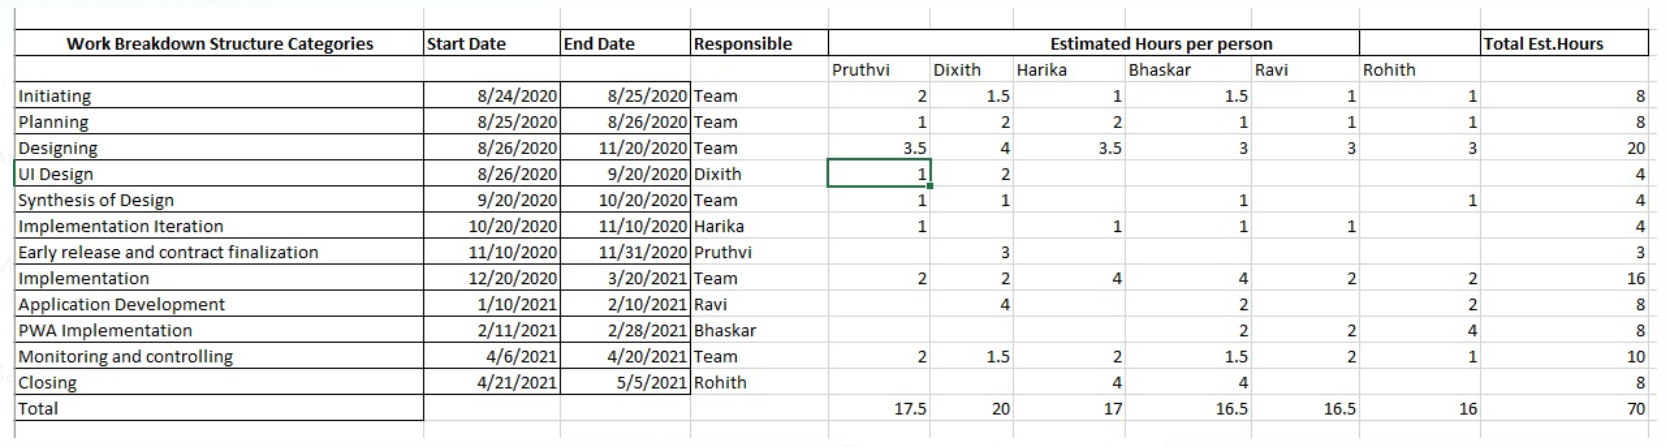 Work Breakdown Structure Categories Start Date End Date Responsible Estimated Hours per person Total Est.Hours
Pruthvi Dixith Harika Bhaskar Ravi Rohith
Initiating 8/24/2020 8/25/2020 Team 2 1.5 1 1.5 1 1 8
Planning 8/25/2020 8/26/2020 Team 1 2 2 1 1 1 8
Designing 8/26/2020 11/20/2020 Team 3.5 4 3.5 3 3 3 20
UI Design 8/26/2020 9/20/2020 Dixith 1 2 4
Synthesis of Design 9/20/2020 10/20/2020 Team 1 1 1 1 4
Implementation Iteration 10/20/2020 11/10/2020 Harika 1 1 1 1 4
Early release and contract finalization 11/10/2020 11/31/2020 Pruthvi 3 3
Implementation 12/20/2020 3/20/2021 Team 2 2 4 4 2 2 16
Application Development 1/10/2021 2/10/2021 Ravi 4 2 2 8
PWA Implementation 2/11/2021 2/28/2021 Bhaskar 2 2 4 8
Monitoring and controlling 4/6/2021 4/20/2021 Team 2 1.5 2 1.5 2 1 10
Closing 4/21/2021 5/5/2021 Rohith 4 4 8
Total 17.5 20 17 16.5 16.5 16 70